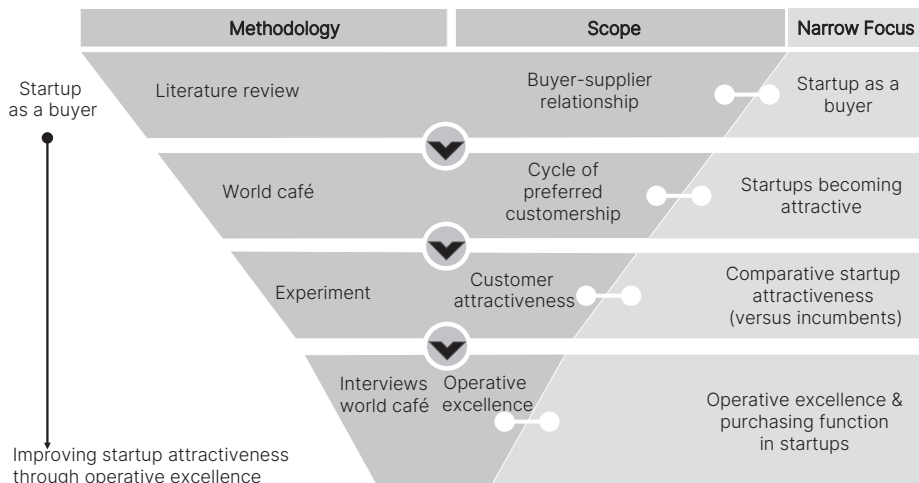 Methodology
Scope
Narrow Focus
Startup
as a buyer
Literature review
Buyer-supplier
relationship
Startup as a
buyer
World café
Cycle of
preferred
customership
Startups becoming
attractive
Experiment
Customer
attractiveness
Comparative startup
attractiveness
(versus incumbents)
Interviews
world café
Operative
excellence
Operative excellence &
purchasing function
in startups
Improving startup attractiveness
through operative excellence